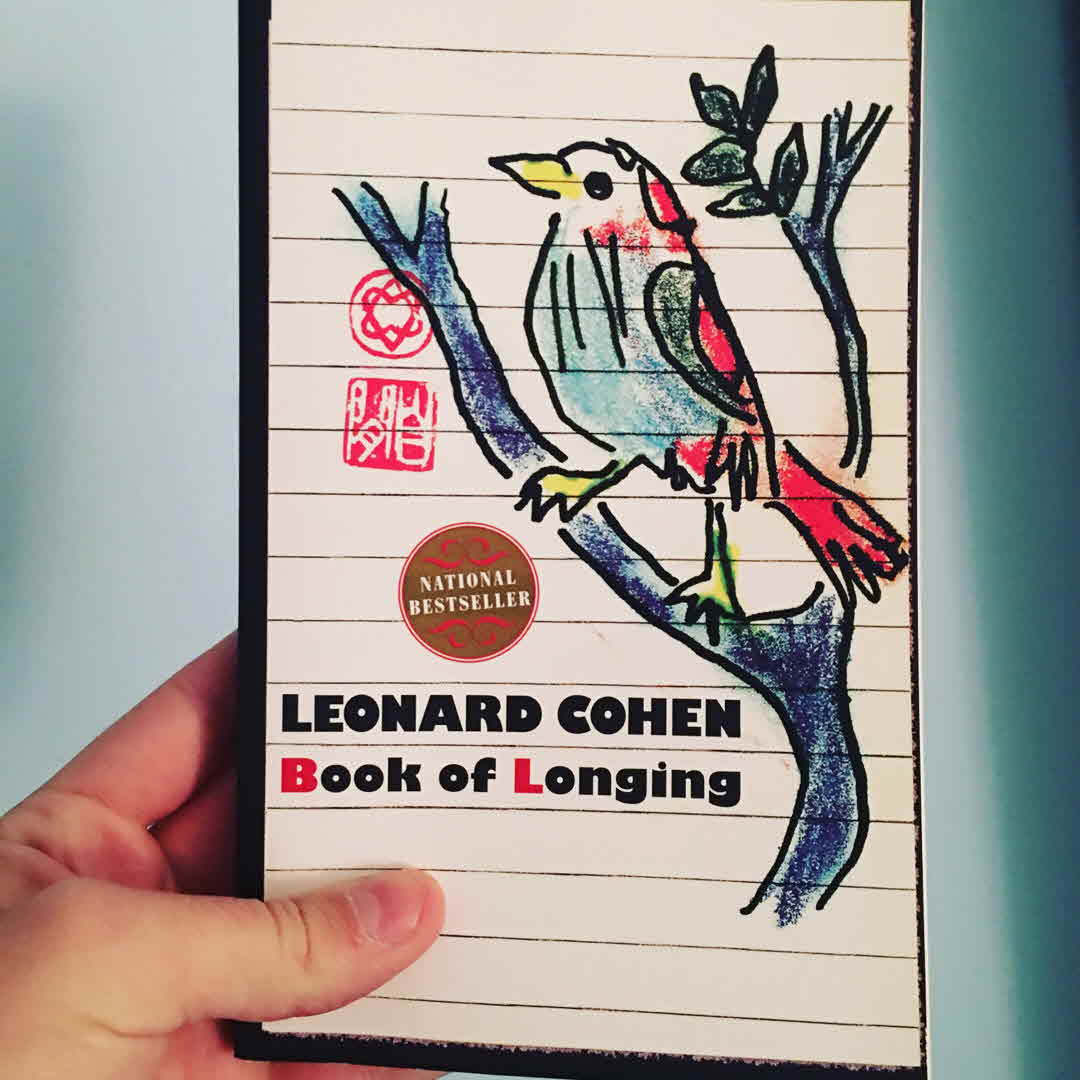 NATIONAL
BESTSELLER
LEONARD COHEN
Book of Longing